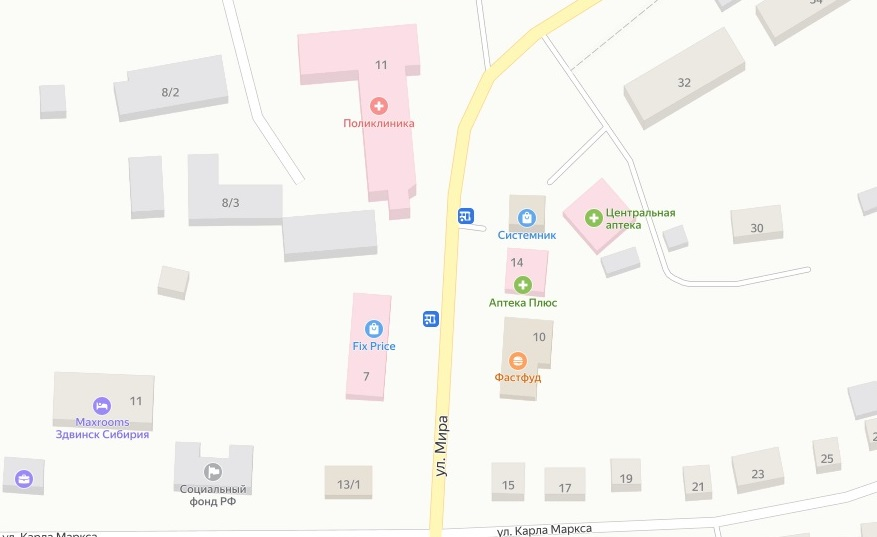 34
11
32
8/2
Поликлиника
8/3
Центральная
аптека
Системник
30
14
Аптека Плюс
10
Fix Price
7
Фастфуд
11
Maxrooms
Здвинск Сибирия
ул. Мира
Социальный
фонд РФ
13/1
15
17
19
21
23
25
ул. Карла Маркса
ул. Карла Маркса